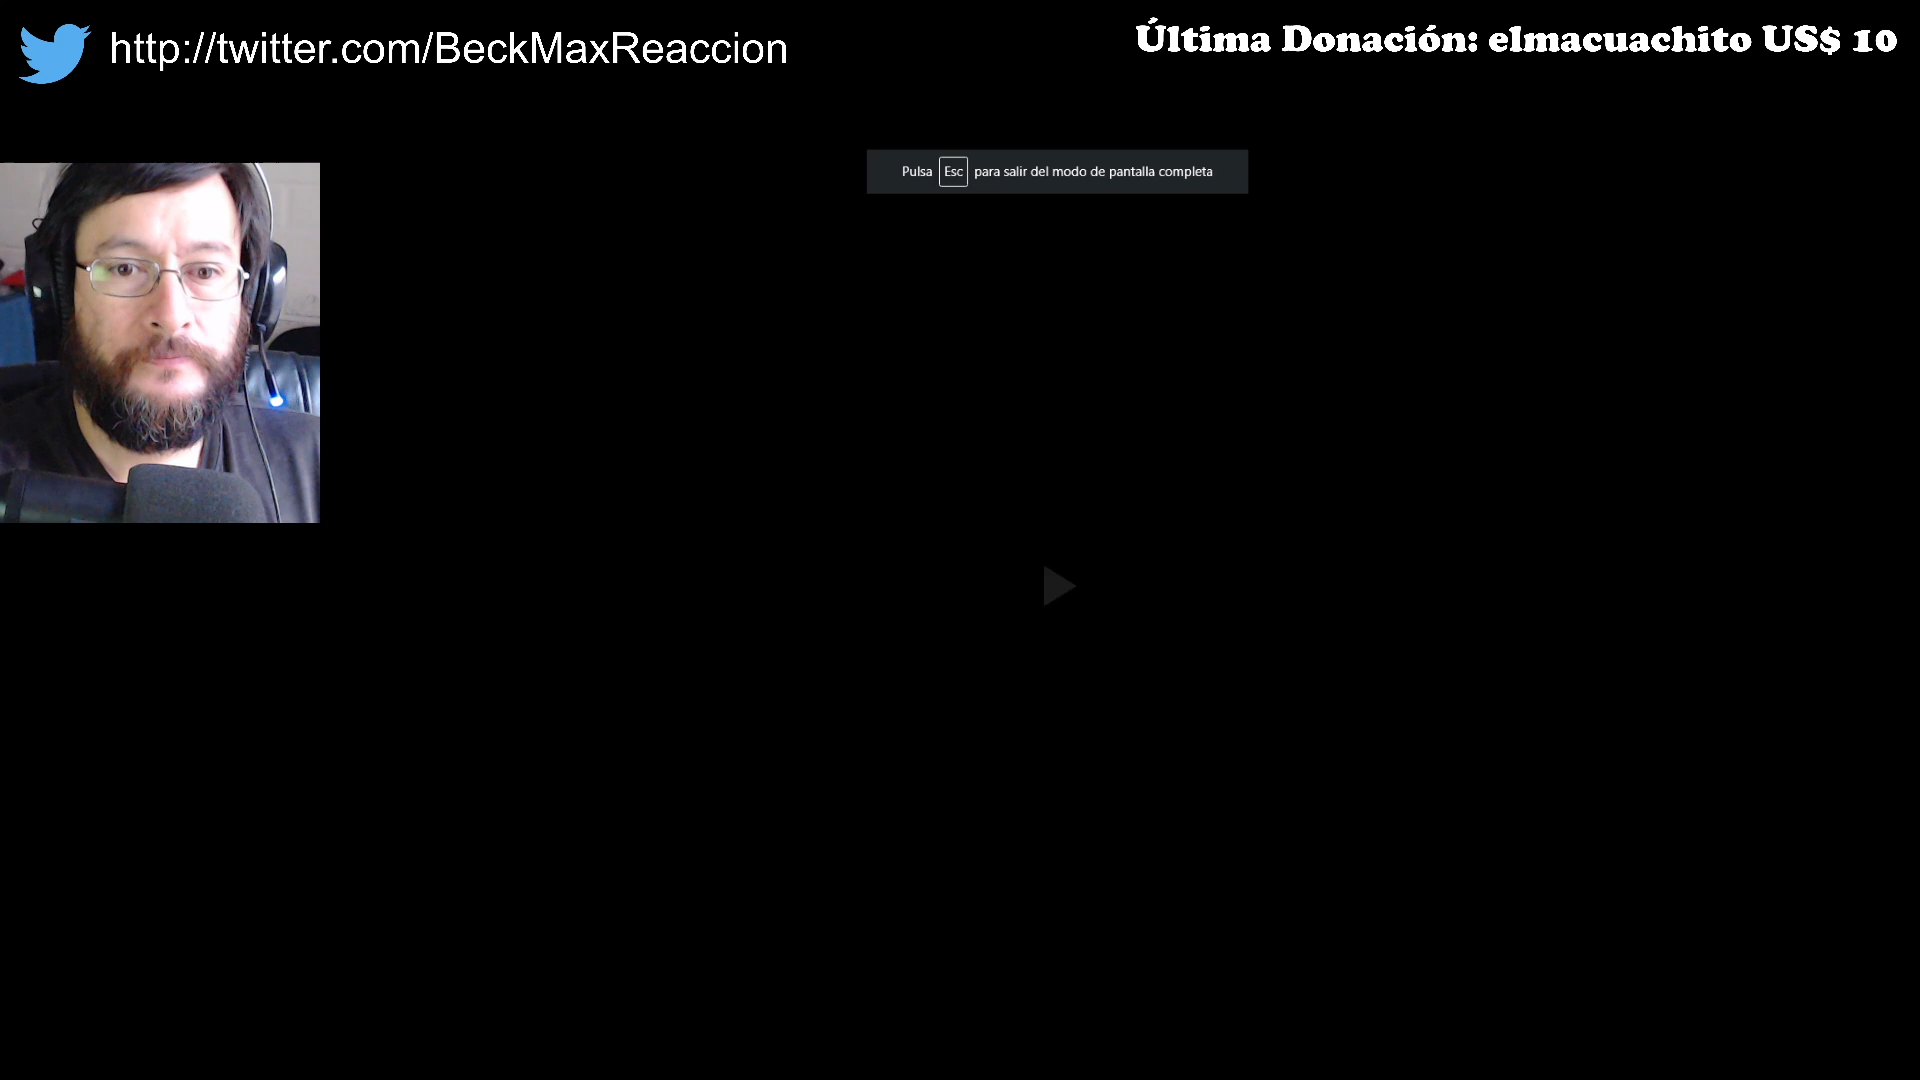 http://twitter.com/BeckMaxReaccion
Última Donación: elmacuachito US$ 10
Pulsa Esc para salir del modo de pantalla completa